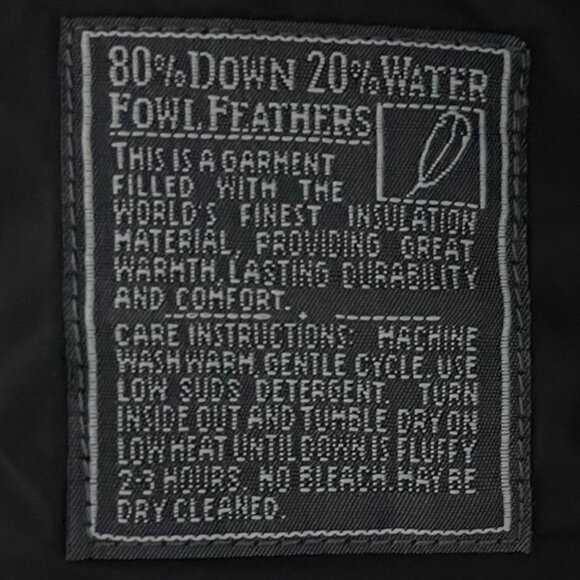 80% DOWN 20% WATER
FOWL FEATHERS
THIS IS A GARMENT
FILLED WITH THE
WORLD'S FINEST INSULATION
MATERIAL, PROVIDING GREAT
WARMTH, LASTING DURABILITY
AND COMFORT.
CARE INSTRUCTIONS: MACHINE
WASH WARM, GENTLE CYCLE, USE
LOW SUDS DETERGENT. TURN
INSIDE OUT AND TUMBLE DRY ON
LOW HEAT UNTIL DOWN IS FLUFFY
2-3 HOURS. NO BLEACH. MAY BE
DRY CLEANED.